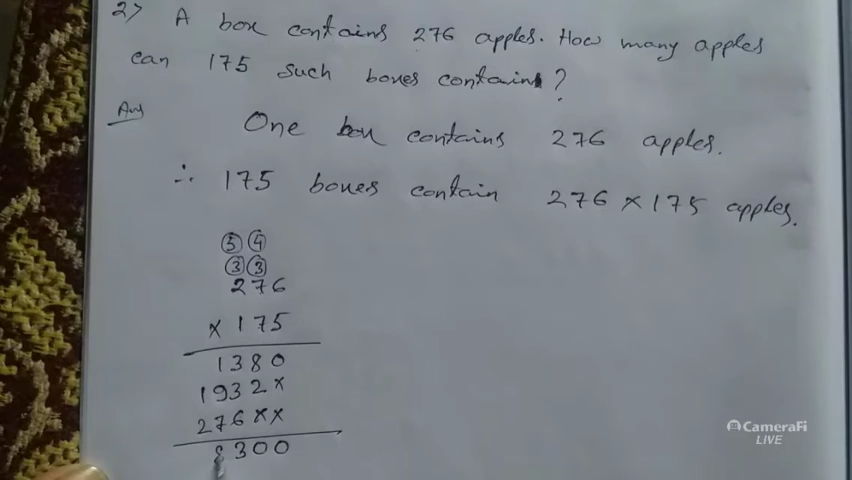 2> A box contains 276 apples. How many apples
can 175 such boxes contain?
Ans
One box contains 276 apples.
∴ 175 boxes contain 276 × 175 apples.
5 4
3 3
276
× 175
1380
1932×
276××
8300
CameraFi
LIVE